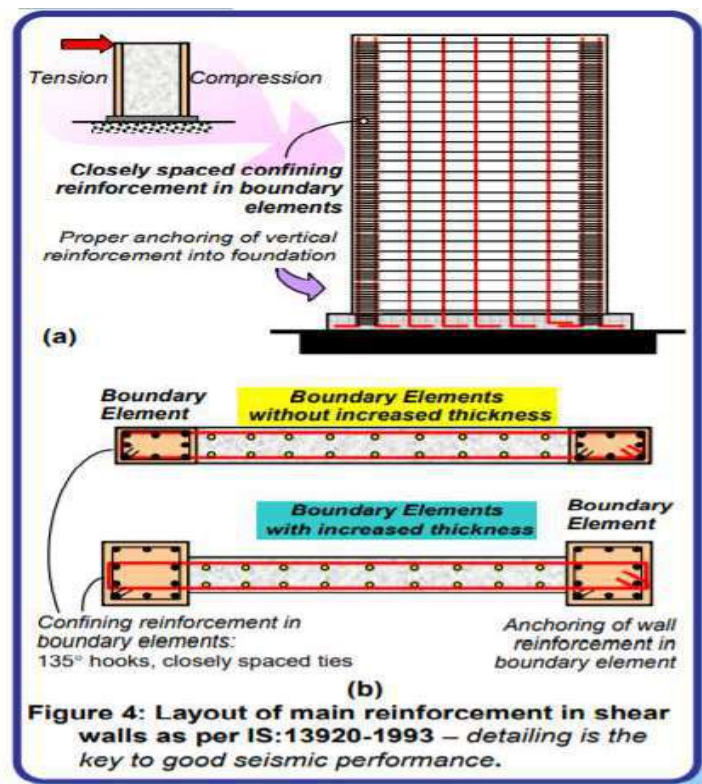 Tension
Compression
Closely spaced confining
reinforcement in boundary
elements
Proper anchoring of vertical
reinforcement into foundation
(a)
Boundary
Element
Boundary Elements
without increased thickness
Boundary Elements
with increased thickness
Boundary
Element
Confining reinforcement in
boundary elements:
135° hooks, closely spaced ties
Anchoring of wall
reinforcement in
boundary element
(b)
Figure 4: Layout of main reinforcement in shear
walls as per IS:13920-1993 – detailing is the
key to good seismic performance.